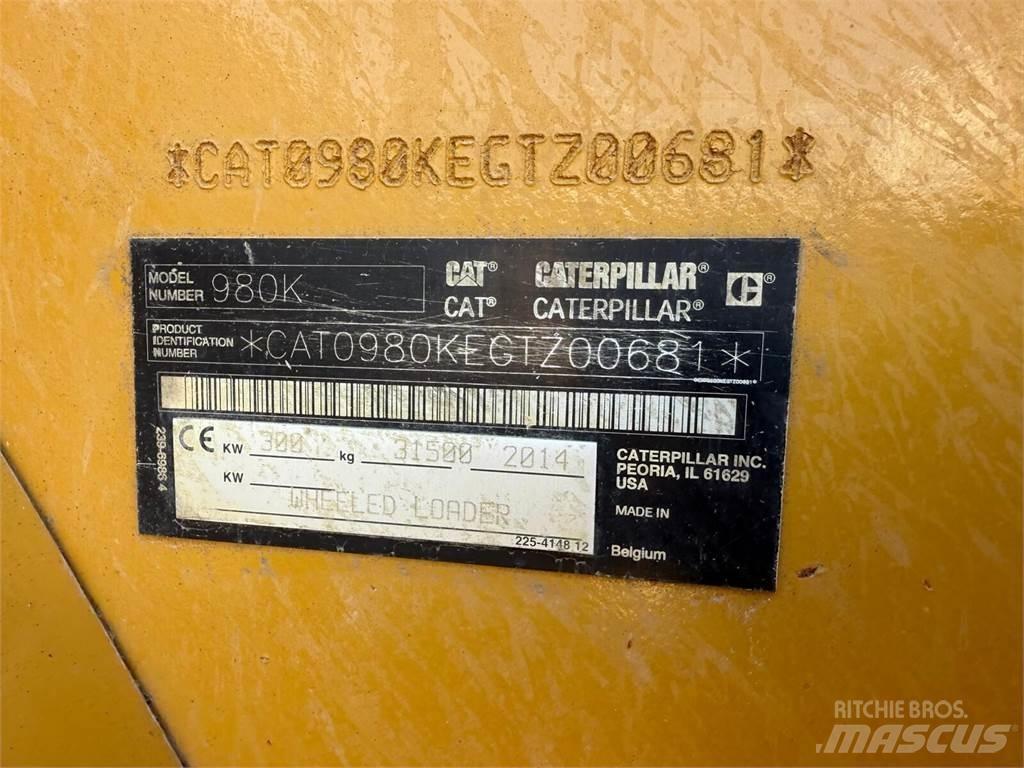 *CAT0980KEGTZ00681*
MODEL NUMBER 980K
CAT® CATERPILLAR®
CAT® CATERPILLAR®
PRODUCT IDENTIFICATION NUMBER *CAT0980KEGTZ00681*
239-6986 4
CE KW 300 kg 31500 2014
KW
WHEELED LOADER
225-4148 12
CATERPILLAR INC.
PEORIA, IL 61629
USA
MADE IN
Belgium
RITCHIE BROS.
MASCUS